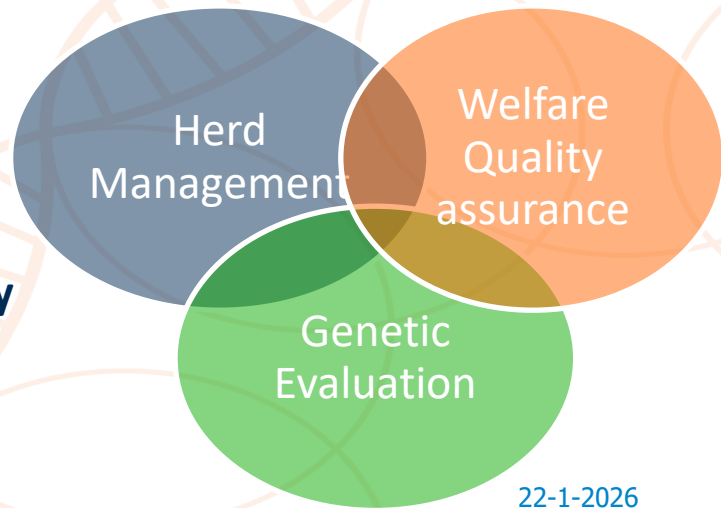 Herd
Management
Welfare
Quality
assurance
Genetic
Evaluation
22-1-2026